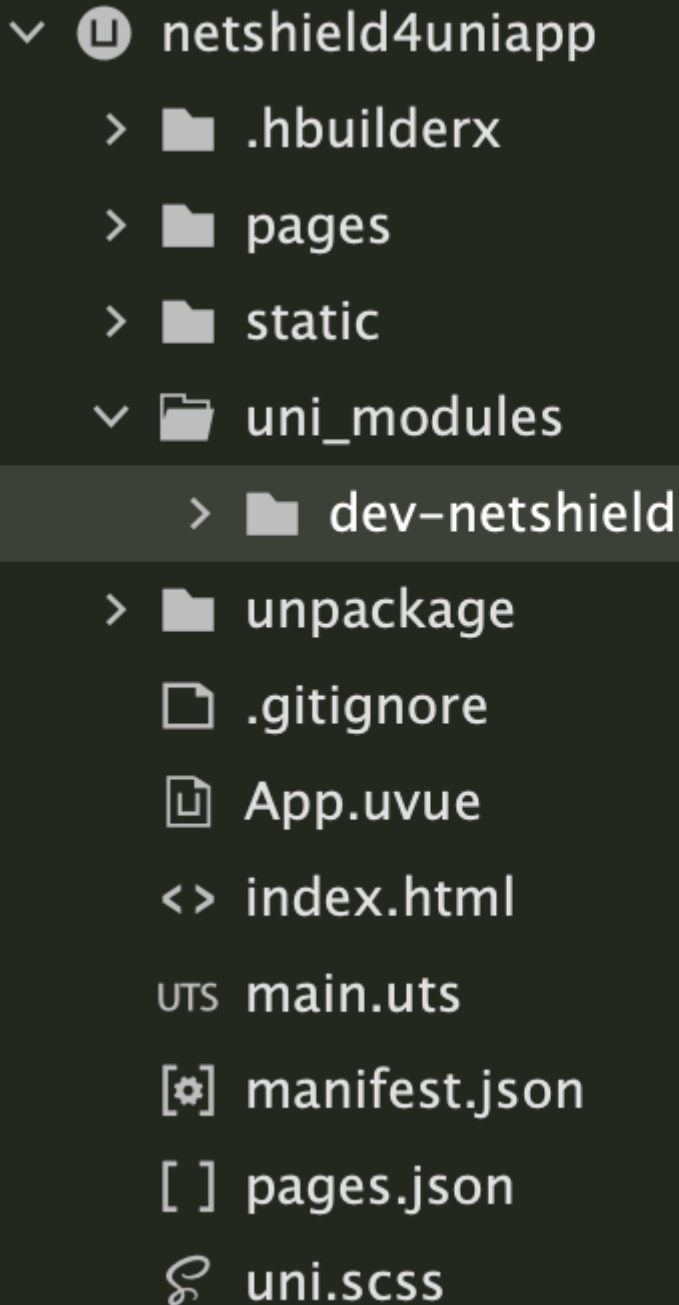 netshield4uniapp
.hbuilderx
pages
static
uni_modules
dev-netshield
unpackage
.gitignore
App.uvue
<> index.html
UTS main.uts
manifest.json
[ ] pages.json
uni.scss